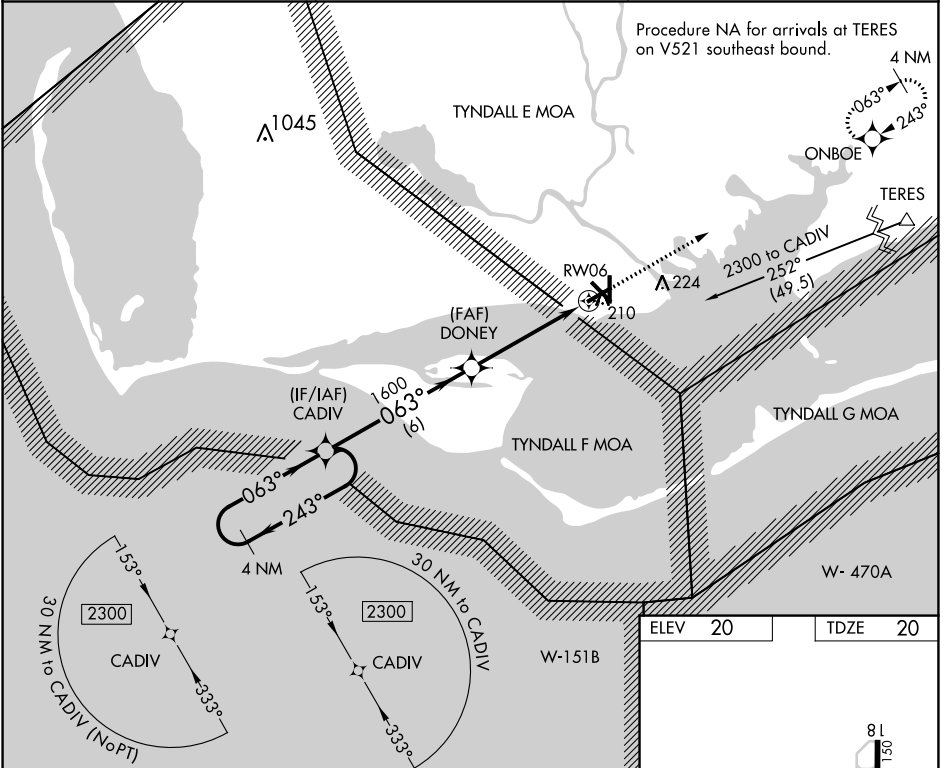 Procedure NA for arrivals at TERES
on V521 southeast bound.
4 NM
063°
243°
ONBOE
TERES
1045
TYNDALL E MOA
2300 to CADIV
252°
(49.5)
RW06
224
210
(FAF)
DONEY
(IF/IAF)
CADIV
1600
063°
(6)
TYNDALL G MOA
TYNDALL F MOA
063°
243°
4 NM
W- 470A
153°
2300
CADIV
333°
30 NM to CADIV (NoPT)
153°
2300
30 NM to CADIV
CADIV
333°
W-151B
ELEV 20
TDZE 20
18
150